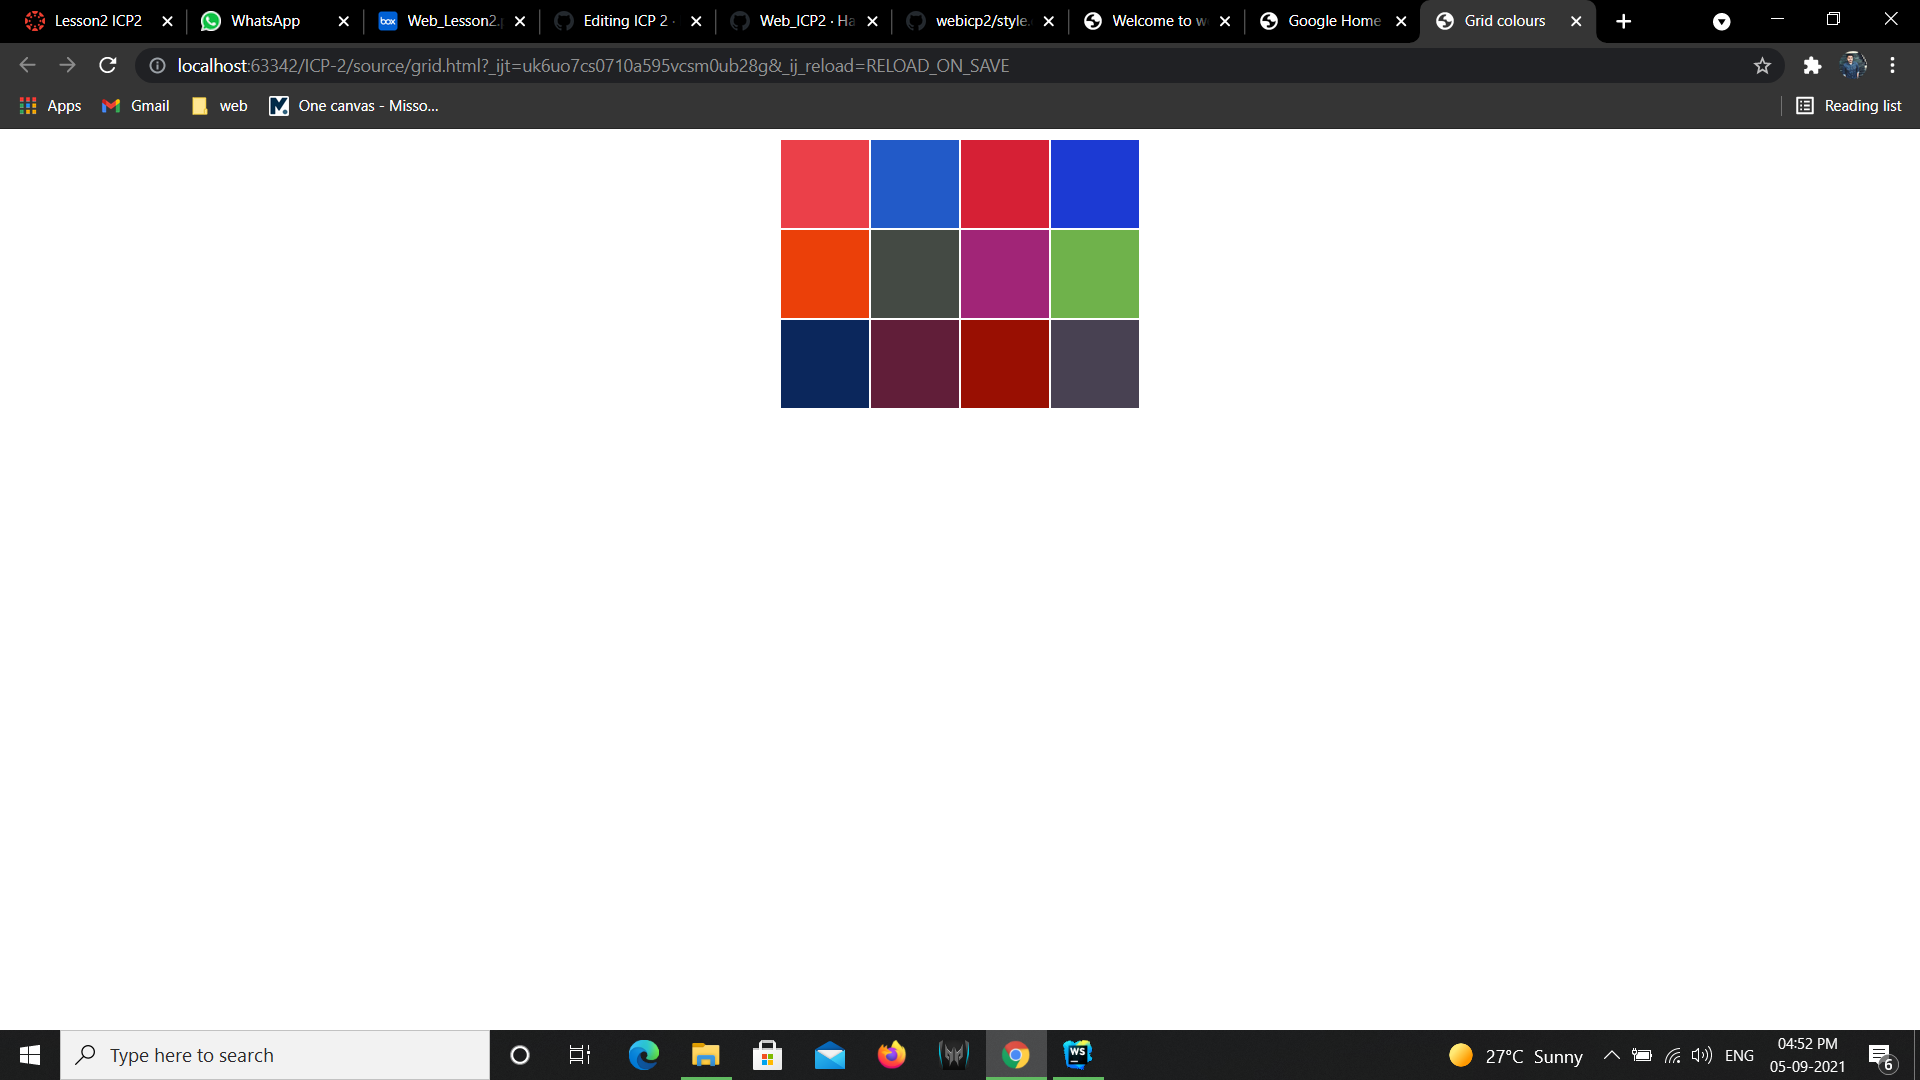 Lesson2 ICP2
WhatsApp
Web_Lesson2.
Editing ICP 2 ·
Web_ICP2 · Ha
webicp2/style.
Welcome to w
Google Home
Grid colours
localhost:63342/ICP-2/source/grid.html?_ijt=uk6uo7cs0710a595vcsm0ub28g&_ij_reload=RELOAD_ON_SAVE
Apps
Gmail
web
One canvas - Misso...
Reading list
Type here to search
WS
27°C Sunny
ENG
04:52 PM
05-09-2021
6
box